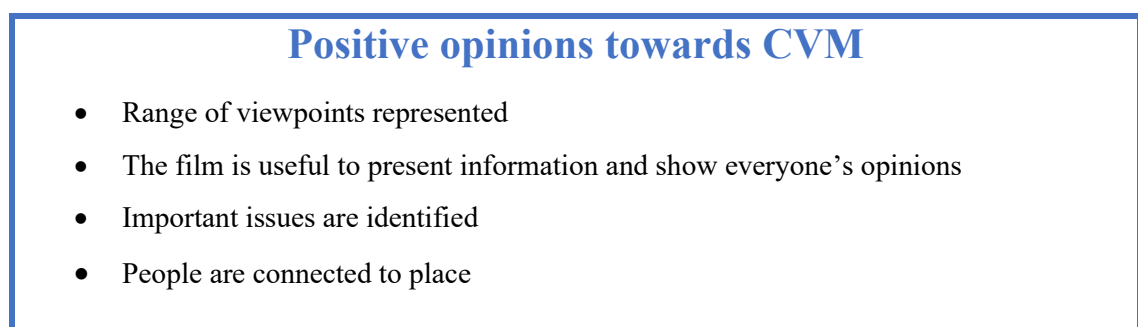 Positive opinions towards CVM
• Range of viewpoints represented
• The film is useful to present information and show everyone’s opinions
• Important issues are identified
• People are connected to place